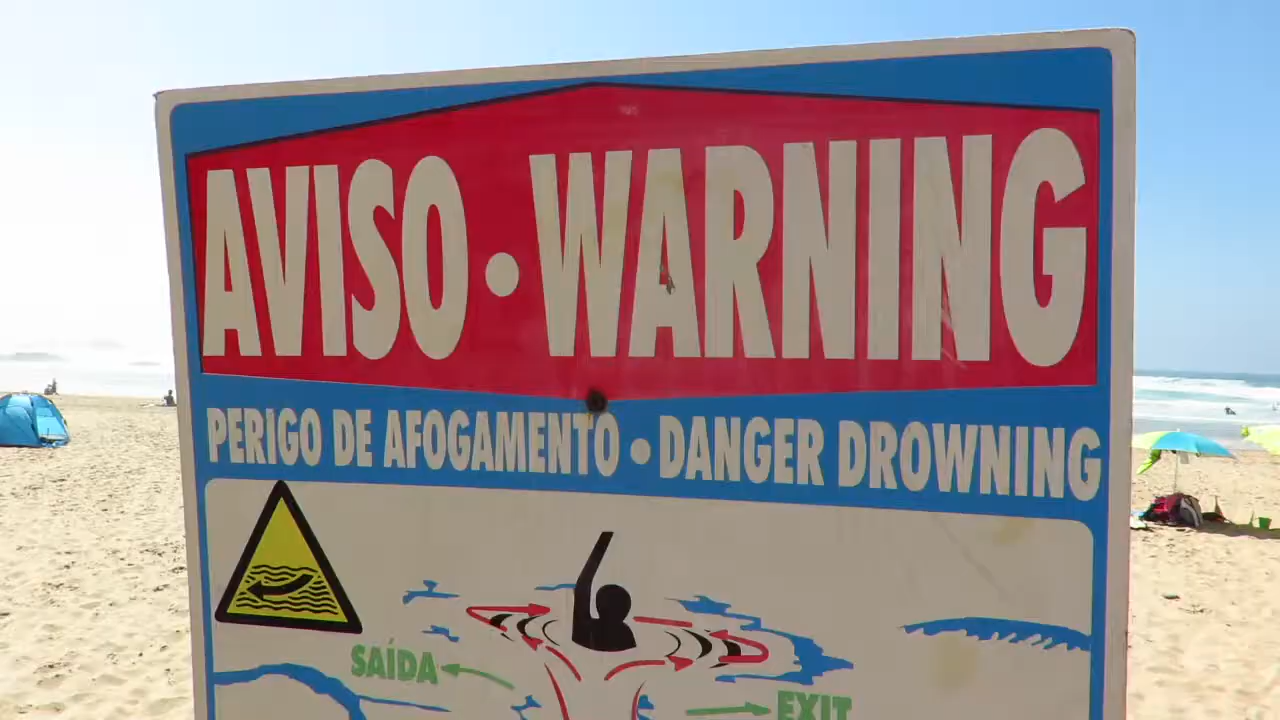 AVISO • WARNING
PERIGO DE AFOGAMENTO • DANGER DROWNING
SAÍDA
EXIT